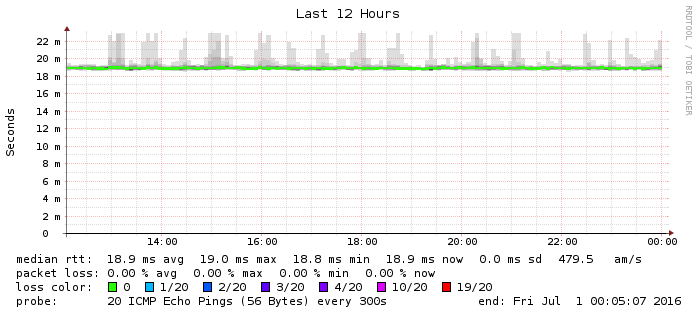 Last 12 Hours
RRDTOOL / TOBI OETIKER
Seconds
22 m
20 m
18 m
16 m
14 m
12 m
10 m
8 m
6 m
4 m
2 m
0
14:00 16:00 18:00 20:00 22:00 00:00
median rtt: 18.9 ms avg 19.0 ms max 18.8 ms min 18.9 ms now 0.0 ms sd 479.5 am/s
packet loss: 0.00 % avg 0.00 % max 0.00 % min 0.00 % now
loss color: 0 1/20 2/20 3/20 4/20 10/20 19/20
probe: 20 ICMP Echo Pings (56 Bytes) every 300s end: Fri Jul 1 00:05:07 2016